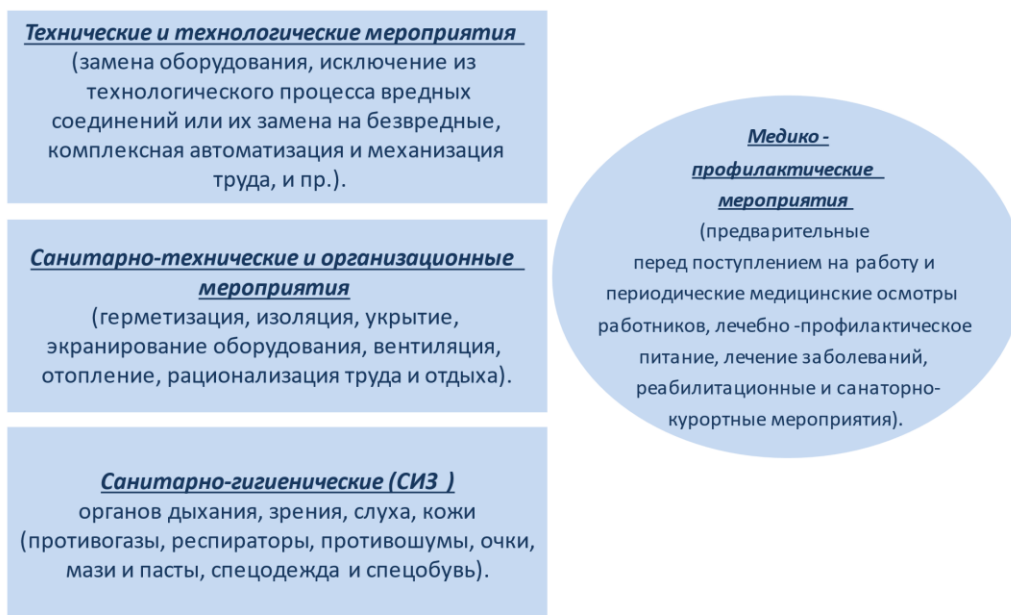 Технические и технологические мероприятия
(замена оборудования, исключение из
технологического процесса вредных
соединений или их замена на безвредные,
комплексная автоматизация и механизация
труда, и пр.).
Санитарно-технические и организационные
мероприятия
(герметизация, изоляция, укрытие,
экранирование оборудования, вентиляция,
отопление, рационализация труда и отдыха).
Санитарно-гигиенические (СИЗ )
органов дыхания, зрения, слуха, кожи
(противогазы, респираторы, противошумы, очки,
мази и пасты, спецодежда и спецобувь).
Медико -
профилактические
мероприятия
(предварительные
перед поступлением на работу и
периодические медицинские осмотры
работников, лечебно -профилактическое
питание, лечение заболеваний,
реабилитационные и санаторно-
курортные мероприятия).